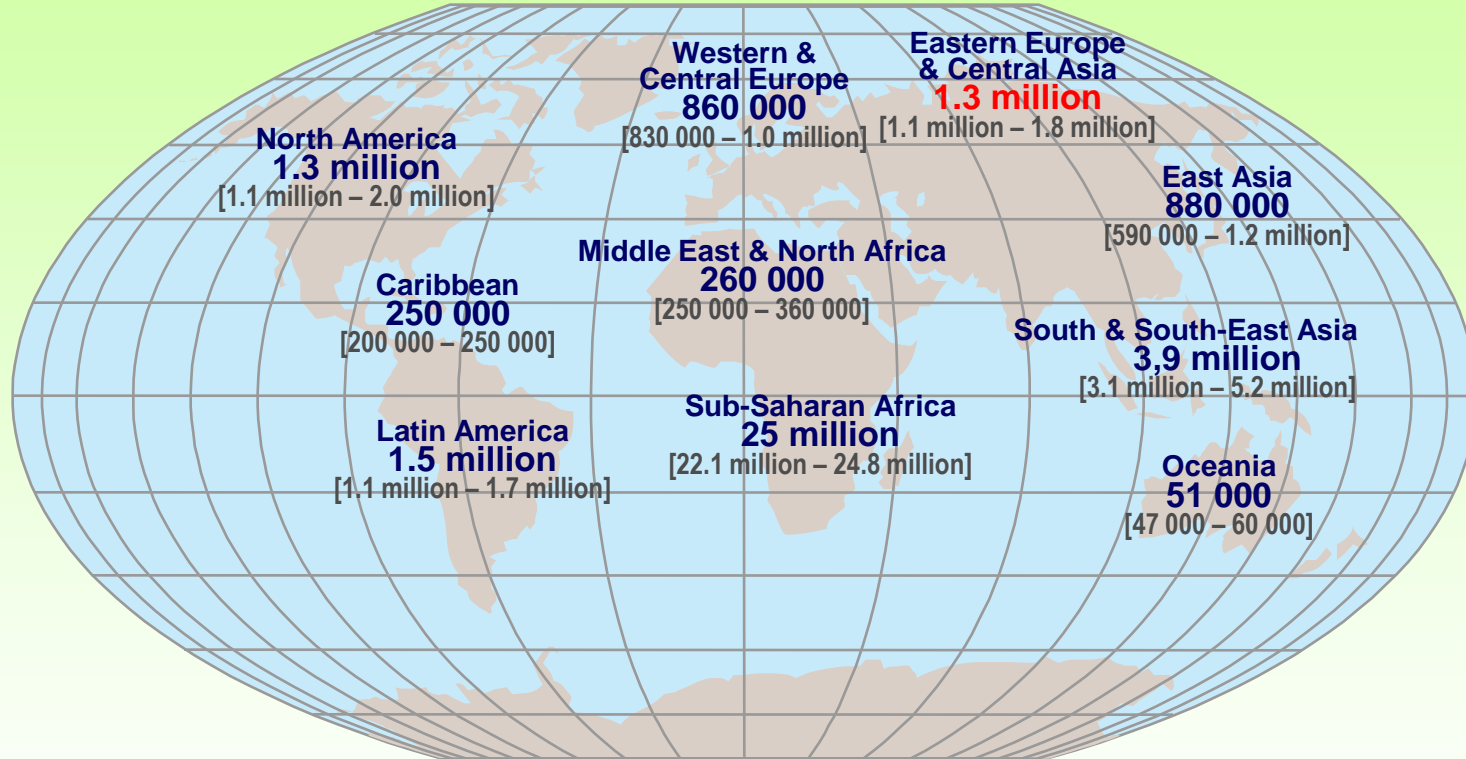 Western &
Central Europe
860 000
[830 000 – 1.0 million]
Eastern Europe
& Central Asia
1.3 million
[1.1 million – 1.8 million]
North America
1.3 million
[1.1 million – 2.0 million]
East Asia
880 000
[590 000 – 1.2 million]
Middle East & North Africa
260 000
[250 000 – 360 000]
Caribbean
250 000
[200 000 – 250 000]
South & South-East Asia
3,9 million
[3.1 million – 5.2 million]
Sub-Saharan Africa
25 million
[22.1 million – 24.8 million]
Latin America
1.5 million
[1.1 million – 1.7 million]
Oceania
51 000
[47 000 – 60 000]